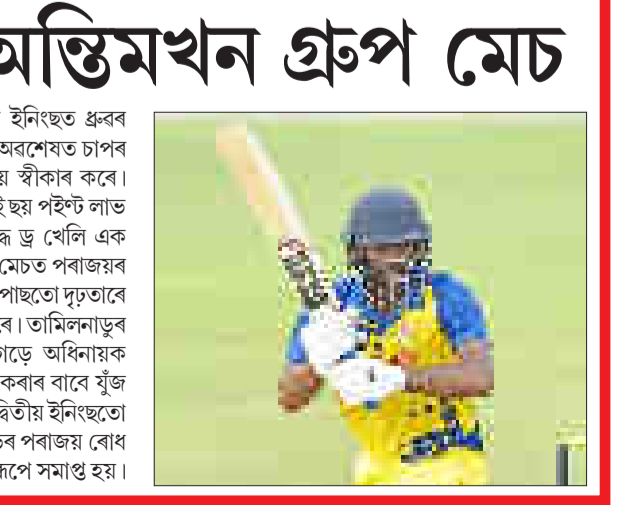 অন্তিমখন গ্ৰুপ মেচ
ইনিংছত ধ্ৰুৱৰ
অৱশেষত চাপৰ
স্বীকাৰ কৰে।
ছয় পইণ্ট লাভ
ড্ৰ খেলি এক
মেচত পৰাজয়ৰ
পাছতো দৃঢ়তাৰে
তামিলনাডুৰ
অধিনায়ক
কৰাৰ বাবে যুঁজ
দ্বিতীয় ইনিংছতো
পৰাজয় ৰোধ
সমাপ্ত হয়।